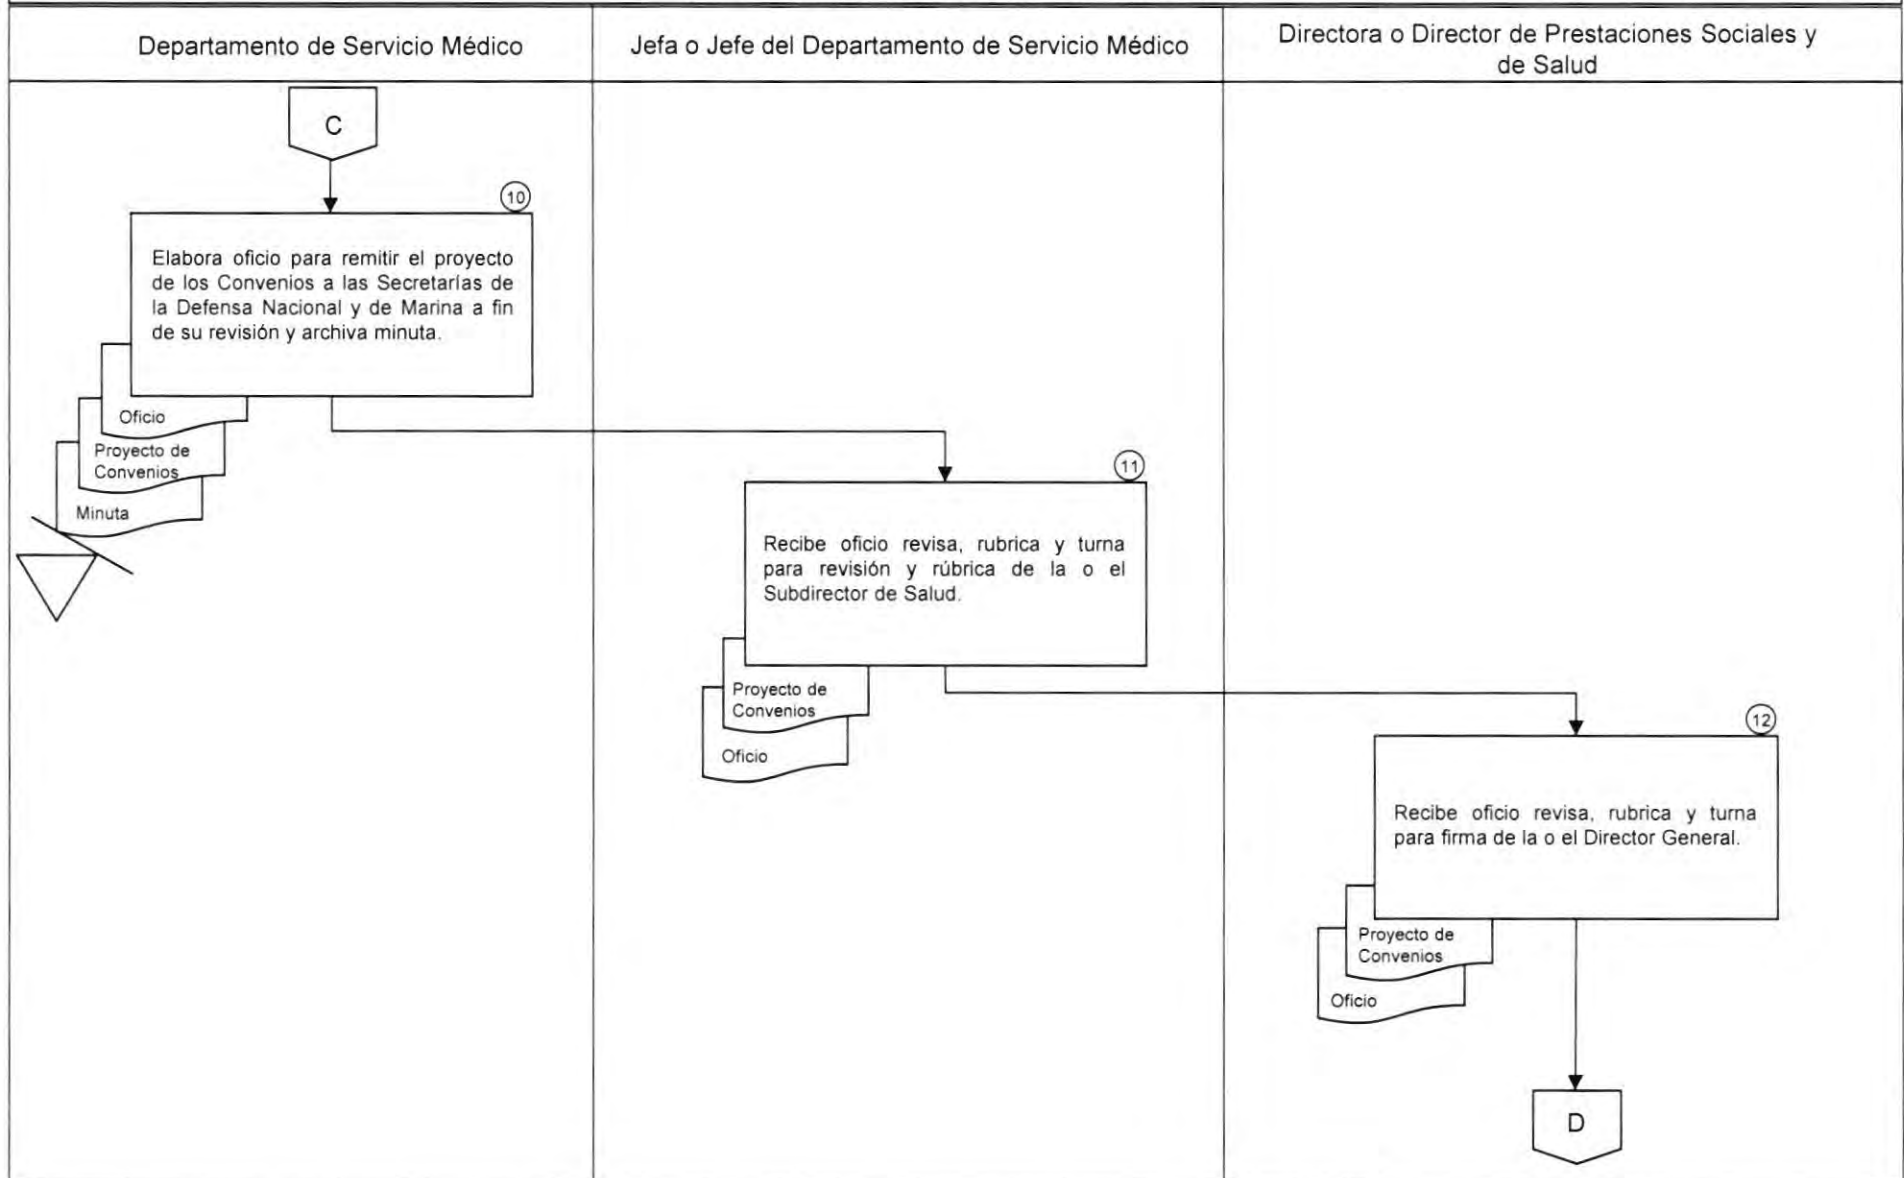 Departamento de Servicio Médico
Jefa o Jefe del Departamento de Servicio Médico
Directora o Director de Prestaciones Sociales y
de Salud
C
10
Elabora oficio para remitir el proyecto
de los Convenios a las Secretarías de
la Defensa Nacional y de Marina a fin
de su revisión y archiva minuta.
Oficio
Proyecto de
Convenios
Minuta
11
Recibe oficio revisa, rubrica y turna
para revisión y rúbrica de la o el
Subdirector de Salud.
Proyecto de
Convenios
Oficio
12
Recibe oficio revisa, rubrica y turna
para firma de la o el Director General.
Proyecto de
Convenios
Oficio
D